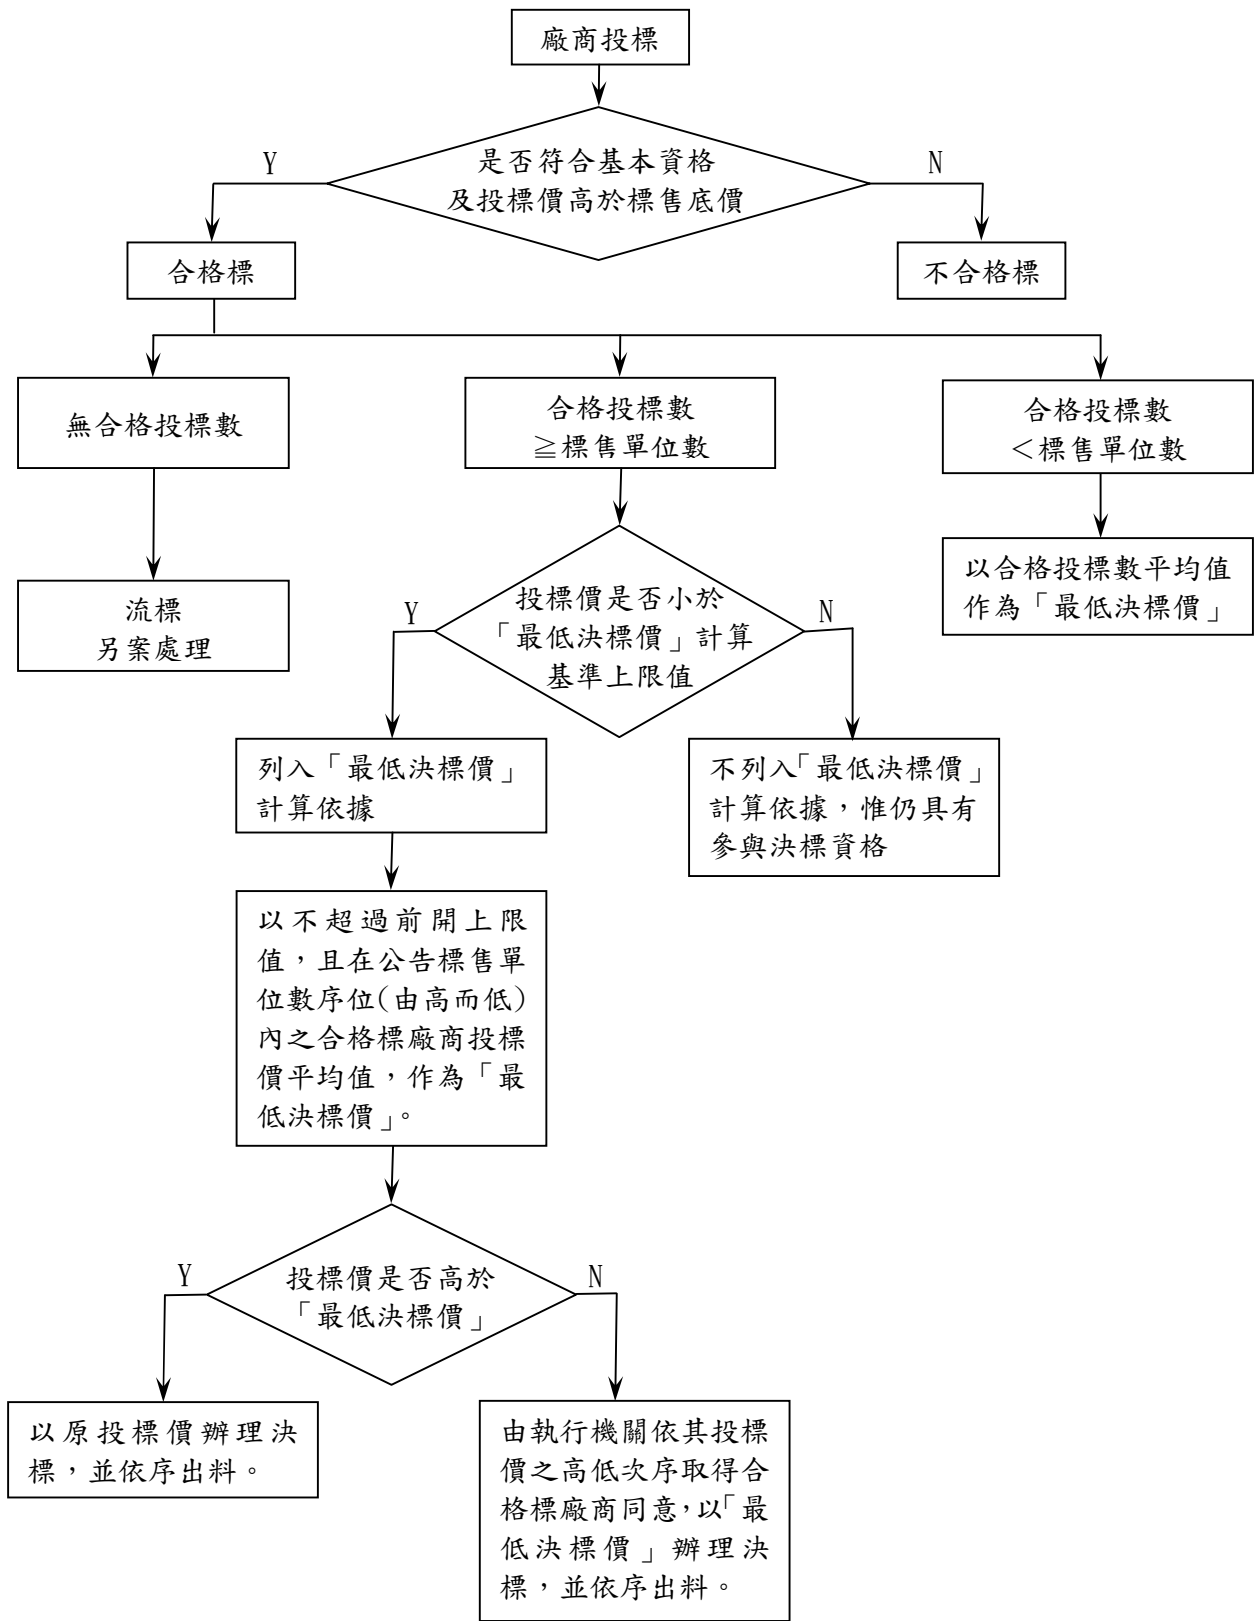 廠商投標
是否符合基本資格
及投標價高於標售底價
Y
N
合格標
不合格標
無合格投標數
合格投標數
≧標售單位數
合格投標數
＜標售單位數
流標
另案處理
投標價是否小於
「最低決標價」計算
基準上限值
Y
N
以合格投標數平均值
作為「最低決標價」
列入「最低決標價」
計算依據
不列入「最低決標價」
計算依據，惟仍具有
參與決標資格
以不超過前開上限
值，且在公告標售單
位數序位(由高而低)
內之合格標廠商投標
價平均值，作為「最
低決標價」。
投標價是否高於
「最低決標價」
Y
N
以原投標價辦理決
標，並依序出料。
由執行機關依其投標
價之高低次序取得合
格標廠商同意，以「最
低決標價」辦理決
標，並依序出料。